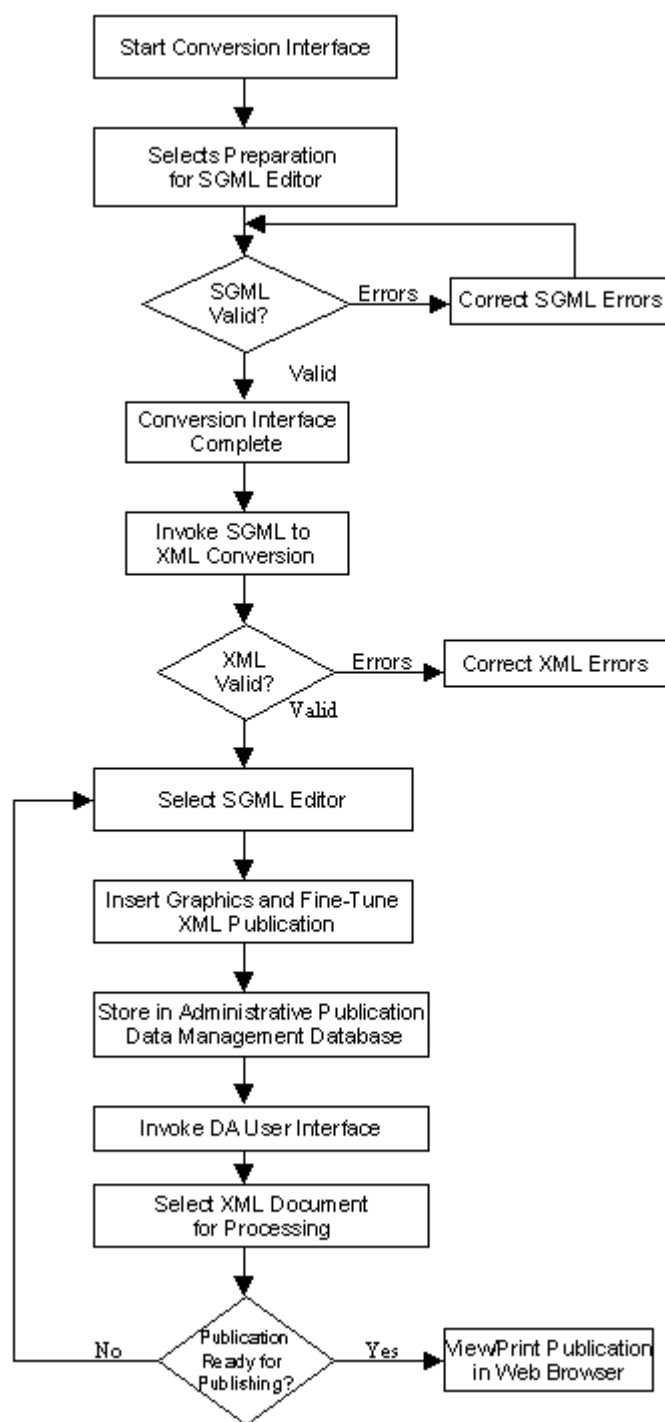 Start Conversion Interface
Selects Preparation
for SGML Editor
SGML
Valid?
Errors
Correct SGML Errors
Valid
Conversion Interface
Complete
Invoke SGML to
XML Conversion
XML
Valid?
Errors
Correct XML Errors
Valid
Select SGML Editor
Insert Graphics and Fine-Tune
XML Publication
Store in Administrative Publication
Data Management Database
Invoke DA User Interface
Select XML Document
for Processing
No
Publication
Ready for
Publishing?
Yes
View/Print Publication
in Web Browser